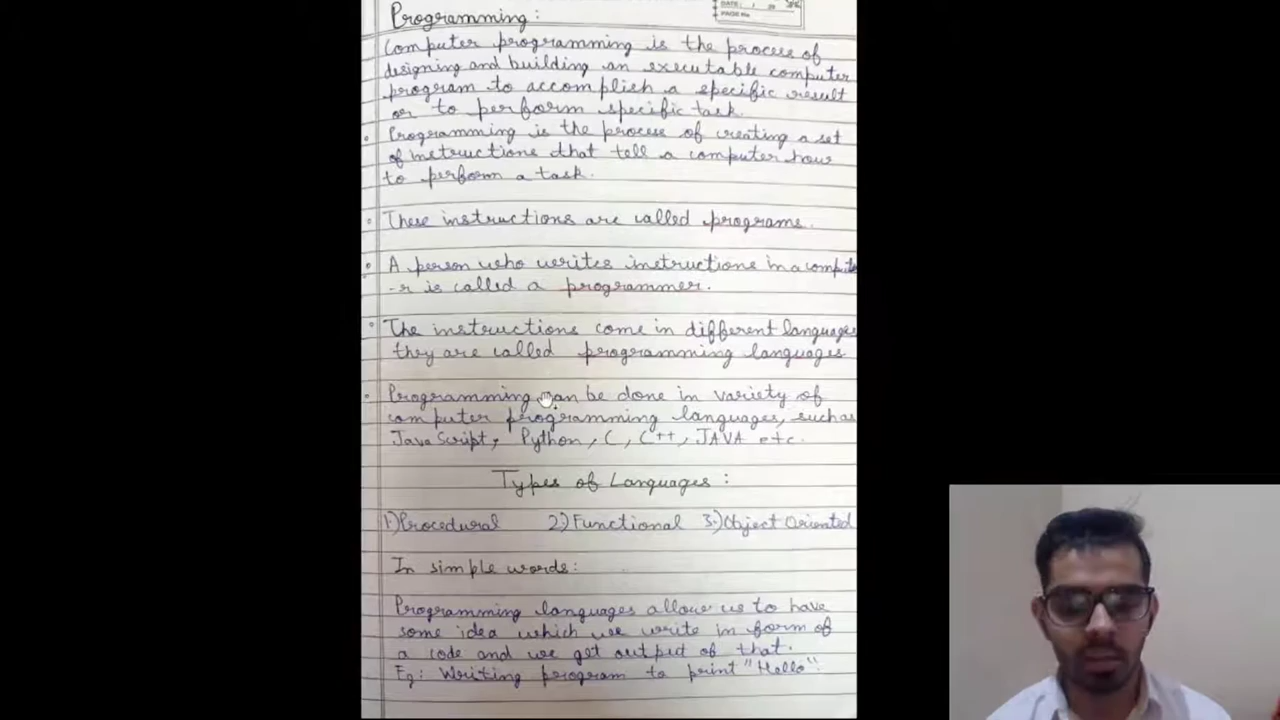 DATE: / 20
PAGE No
Programming:
Computer programming is the process of
designing and building an executable computer
program to accomplish a specific result
or to perform specific task.
• Programming is the process of creating a set
of instructions that tell a computer how
to perform a task.
• These instructions are called programs.
• A person who writes instructions in a compute
-r is called a programmer.
• The instructions come in different languages
they are called programming languages
• Programming can be done in variety of
computer programming languages, such as
JavaScript, Python, C, C++, JAVA etc.
Types of Languages:
1) Procedural 2) Functional 3.) Object Oriented
In simple words:
Programming languages allows us to have
some idea which we write in form of
a code and we get output of that.
Eg: Writing program to print "Hello".